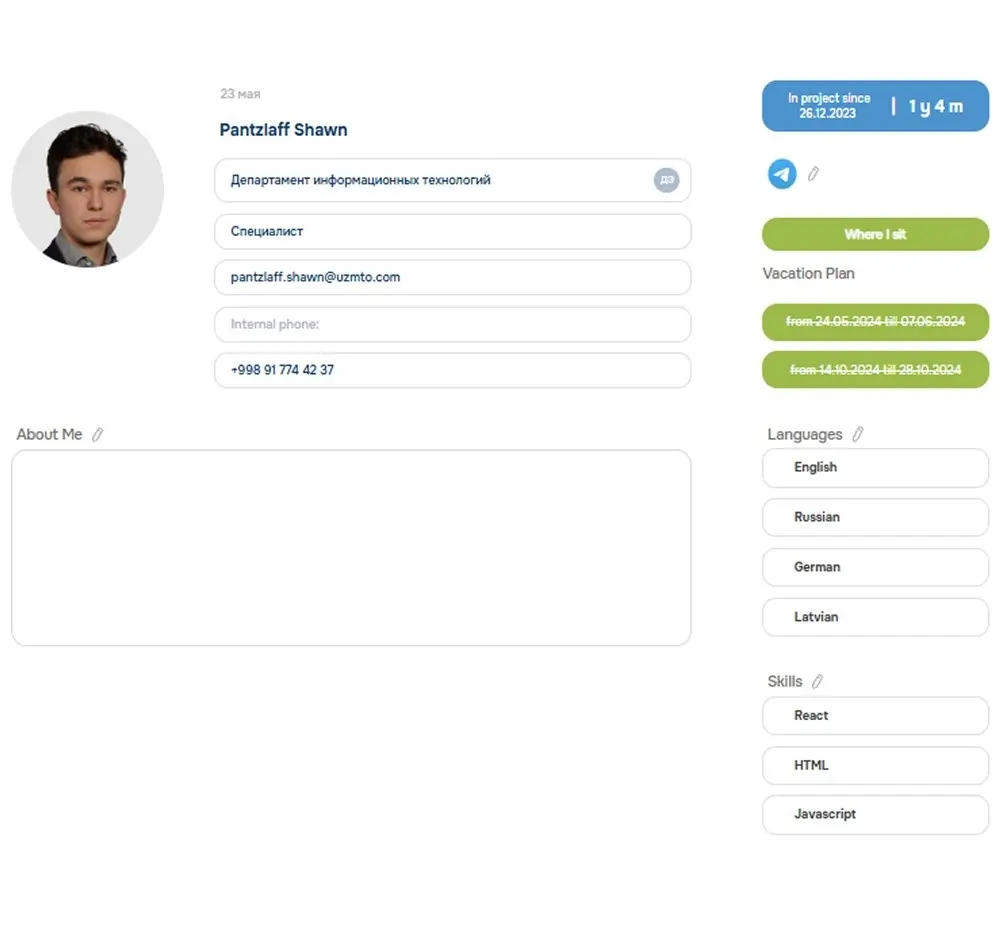 23 мая
Pantzlaff Shawn
Департамент информационных технологий
ДЭ
Специалист
pantzlaff.shawn@uzmto.com
Internal phone:
+998 91 774 42 37
In project since
26.12.2023
| 1 y 4 m
Where I sit
Vacation Plan
from 24.05.2024 till 07.06.2024
from 14.10.2024 till 28.10.2024
About Me
Languages
English
Russian
German
Latvian
Skills
React
HTML
Javascript